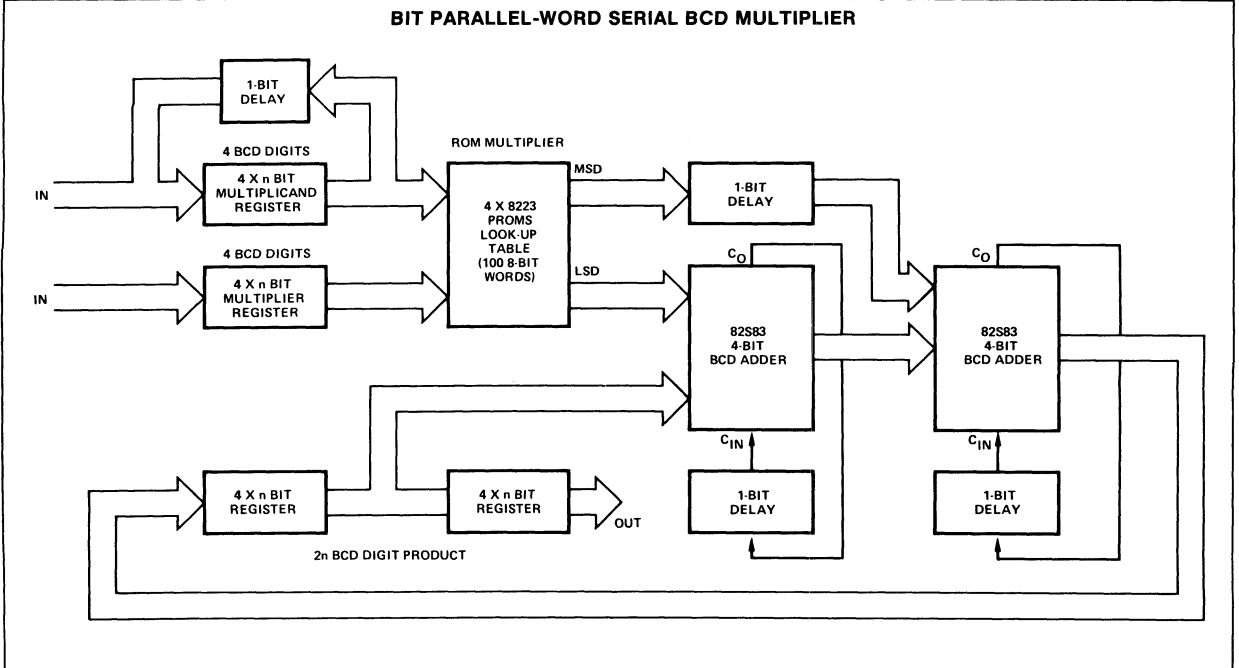 BIT PARALLEL-WORD SERIAL BCD MULTIPLIER
1-BIT
DELAY
4 BCD DIGITS
IN
4 X n BIT
MULTIPLICAND
REGISTER
4 BCD DIGITS
IN
4 X n BIT
MULTIPLIER
REGISTER
ROM MULTIPLIER
4 X 8223
PROMS
LOOK-UP
TABLE
(100 8-BIT
WORDS)
MSD
LSD
1-BIT
DELAY
CO
82S83
4-BIT
BCD ADDER
CIN
1-BIT
DELAY
CO
82S83
4-BIT
BCD ADDER
CIN
1-BIT
DELAY
4 X n BIT
REGISTER
4 X n BIT
REGISTER
OUT
2n BCD DIGIT PRODUCT